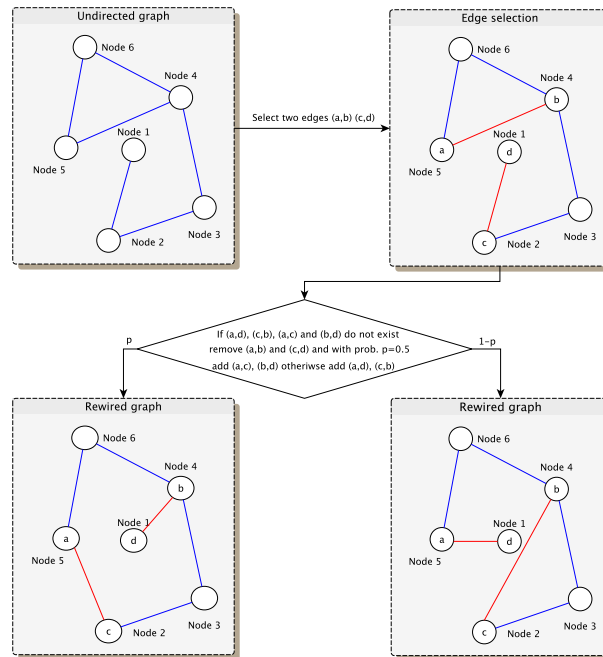 Undirected graph
Node 6
Node 4
Node 1
Node 5
Node 3
Node 2
Select two edges (a,b) (c,d)
Edge selection
Node 6
Node 4
b
Node 1
a
d
Node 5
Node 3
c
Node 2
If (a,d), (c,b), (a,c) and (b,d) do not exist
remove (a,b) and (c,d) and with prob. p=0.5
add (a,c), (b,d) otheriwse add (a,d), (c,b)
p
1-p
Rewired graph
Node 6
Node 4
b
Node 1
a
d
Node 5
Node 3
c
Node 2
Rewired graph
Node 6
Node 4
b
Node 1
a
d
Node 5
Node 3
c
Node 2